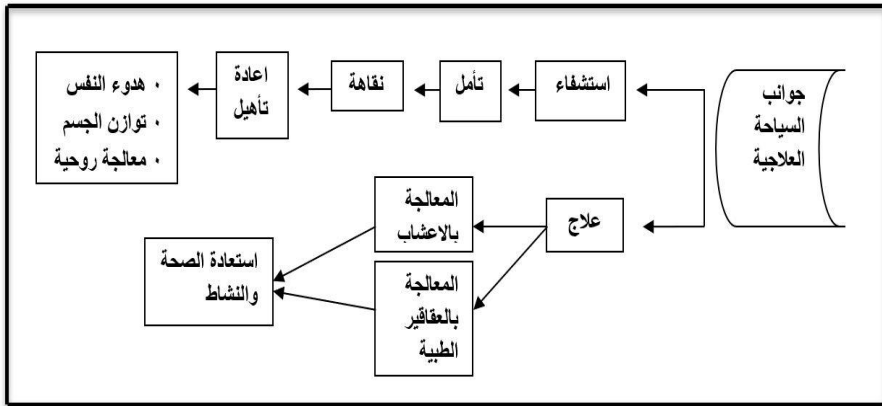 جوانب
السياحة
العلاجية
استشفاء
تأمل
نقاهة
اعادة
تأهيل
• هدوء النفس
• توازن الجسم
• معالجة روحية
علاج
المعالجة
بالاعشاب
المعالجة
بالعقاقير
الطبية
استعادة الصحة
والنشاط